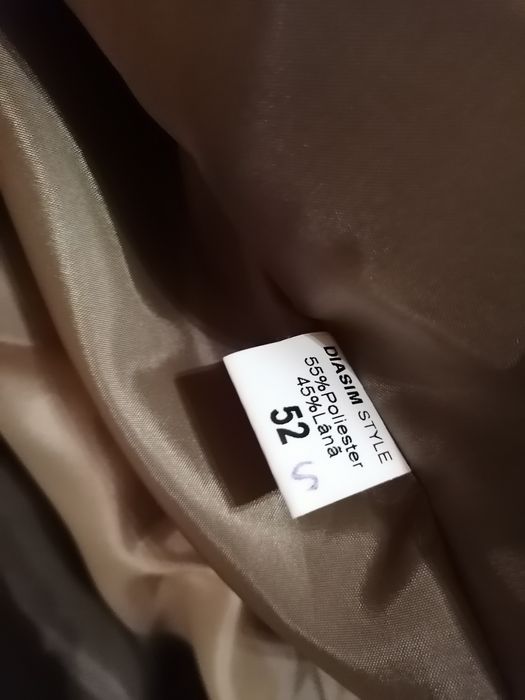 DIASIM STYLE
55%Poliester
45%Lână
52